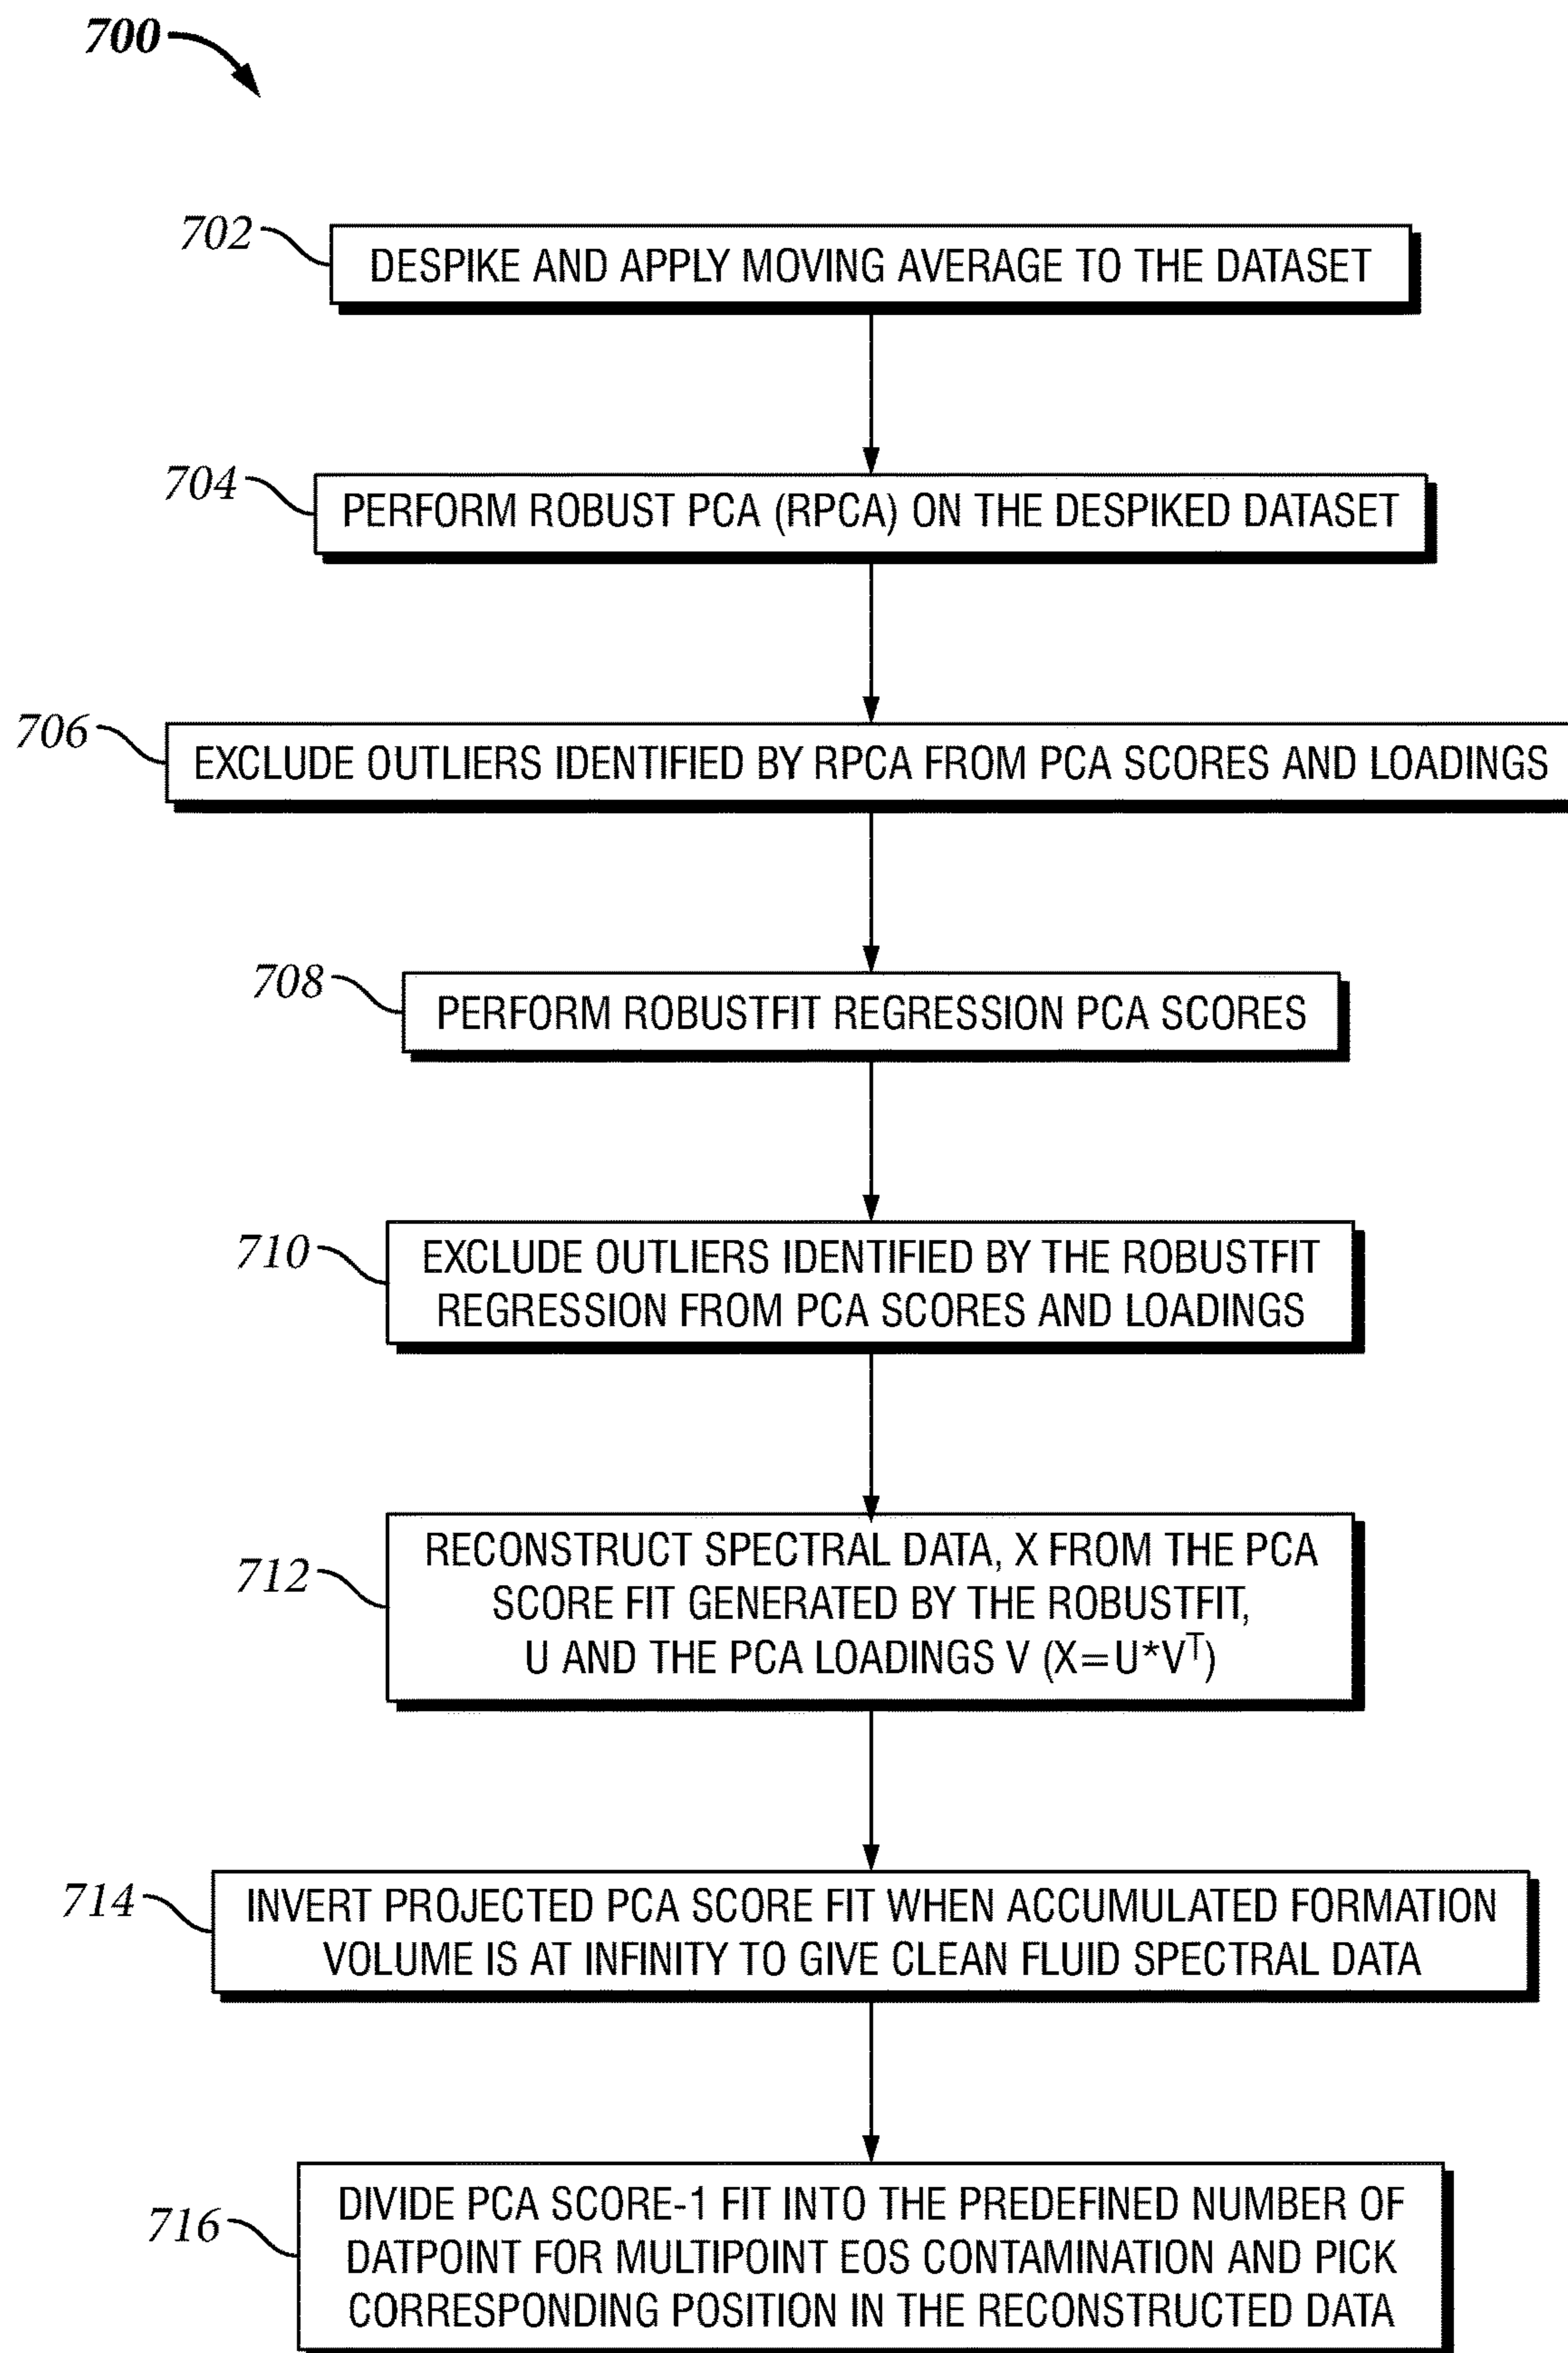 700
702
DESPIKE AND APPLY MOVING AVERAGE TO THE DATASET
704
PERFORM ROBUST PCA (RPCA) ON THE DESPIKED DATASET
706
EXCLUDE OUTLIERS IDENTIFIED BY RPCA FROM PCA SCORES AND LOADINGS
708
PERFORM ROBUSTFIT REGRESSION PCA SCORES
710
EXCLUDE OUTLIERS IDENTIFIED BY THE ROBUSTFIT
REGRESSION FROM PCA SCORES AND LOADINGS
712
RECONSTRUCT SPECTRAL DATA, X FROM THE PCA
SCORE FIT GENERATED BY THE ROBUSTFIT,
U AND THE PCA LOADINGS V (X=U*Vᵀ)
714
INVERT PROJECTED PCA SCORE FIT WHEN ACCUMULATED FORMATION
VOLUME IS AT INFINITY TO GIVE CLEAN FLUID SPECTRAL DATA
716
DIVIDE PCA SCORE-1 FIT INTO THE PREDEFINED NUMBER OF
DATPOINT FOR MULTIPOINT EOS CONTAMINATION AND PICK
CORRESPONDING POSITION IN THE RECONSTRUCTED DATA